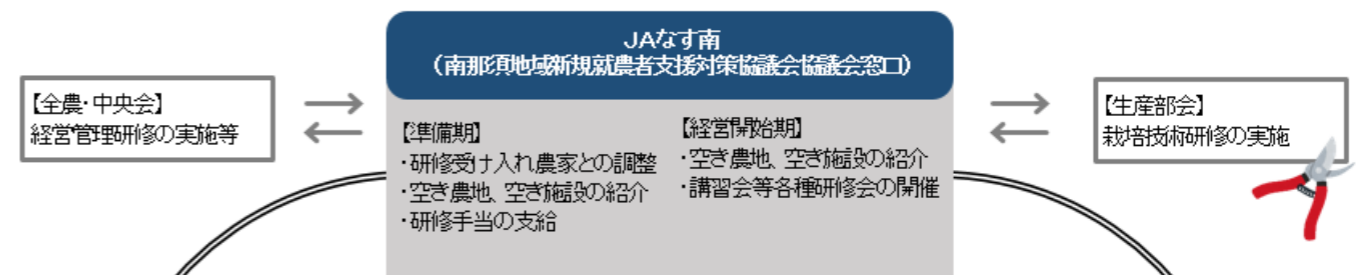 JAなす南
（南那須地域新規就農者支援対策協議会協議会窓口）
【全農・中央会】
経営管理研修の実施等
【準備期】
・研修受け入れ農家との調整
・空き農地、空き施設の紹介
・研修手当の支給
【経営開始期】
・空き農地、空き施設の紹介
・講習会等各種研修会の開催
【生産部会】
栽培技術研修の実施